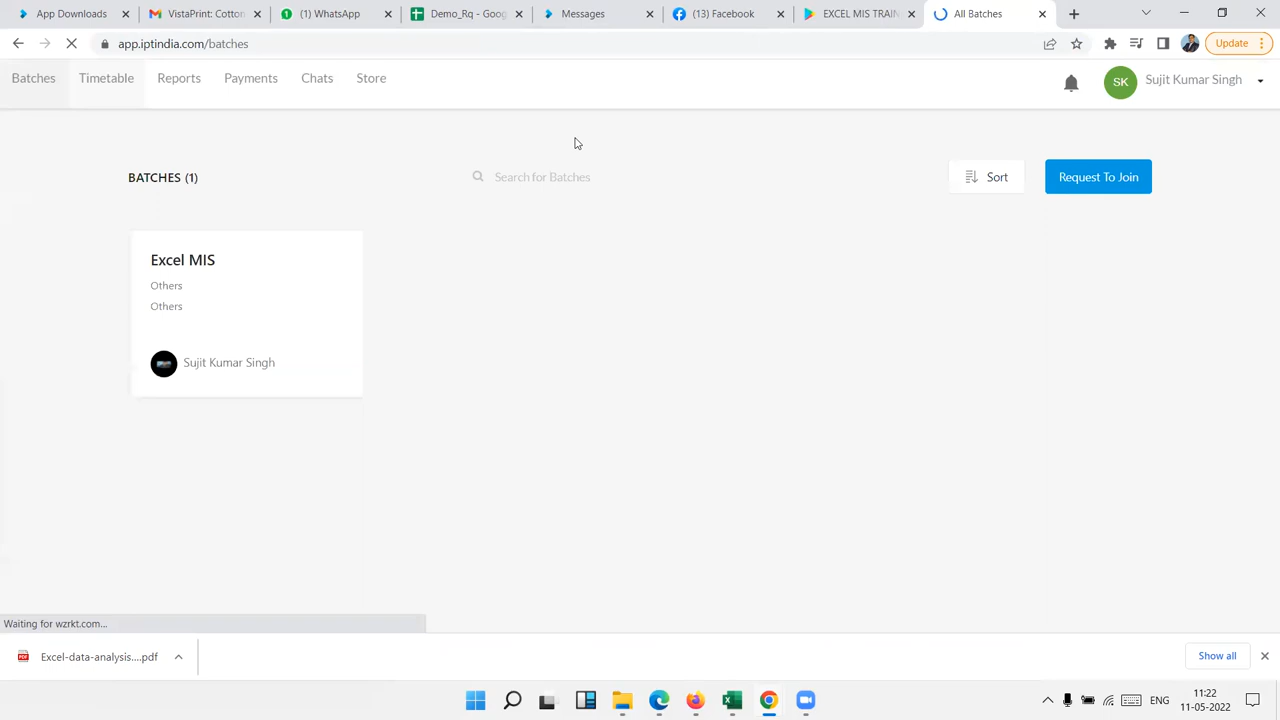 App Download
VistaPrint: Cotton
(1) WhatsApp
Demo_Rq - Goog
Messages
(13) Facebook
EXCEL MIS TRAIN
All Batches
app.iptindia.com/batches
Update
Batches
Timetable
Reports
Payments
Chats
Store
SK
Sujit Kumar Singh
BATCHES (1)
Search for Batches
Sort
Request To Join
Excel MIS
Others
Others
Sujit Kumar Singh
Waiting for wzrkt.com...
Excel-data-analysis....pdf
Show all
ENG
11:22
11-05-2022